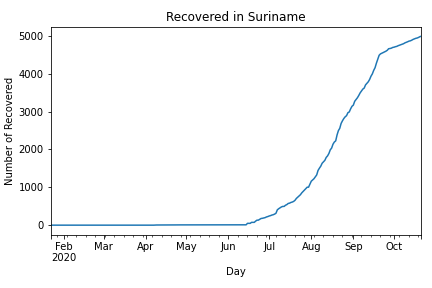 Recovered in Suriname
Number of Recovered
5000
4000
3000
2000
1000
0
Feb Mar Apr May Jun Jul Aug Sep Oct
2020
Day